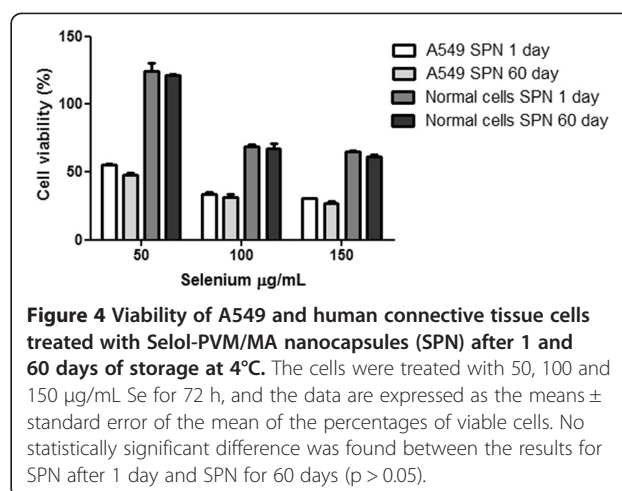 150
100
50
0
Cell viability (%)
50
100
150
Selenium µg/mL
A549 SPN 1 day
A549 SPN 60 day
Normal cells SPN 1 day
Normal cells SPN 60 day
Figure 4 Viability of A549 and human connective tissue cells
treated with Selol-PVM/MA nanocapsules (SPN) after 1 and
60 days of storage at 4°C. The cells were treated with 50, 100 and
150 µg/mL Se for 72 h, and the data are expressed as the means ±
standard error of the mean of the percentages of viable cells. No
statistically significant difference was found between the results for
SPN after 1 day and SPN for 60 days (p > 0.05).